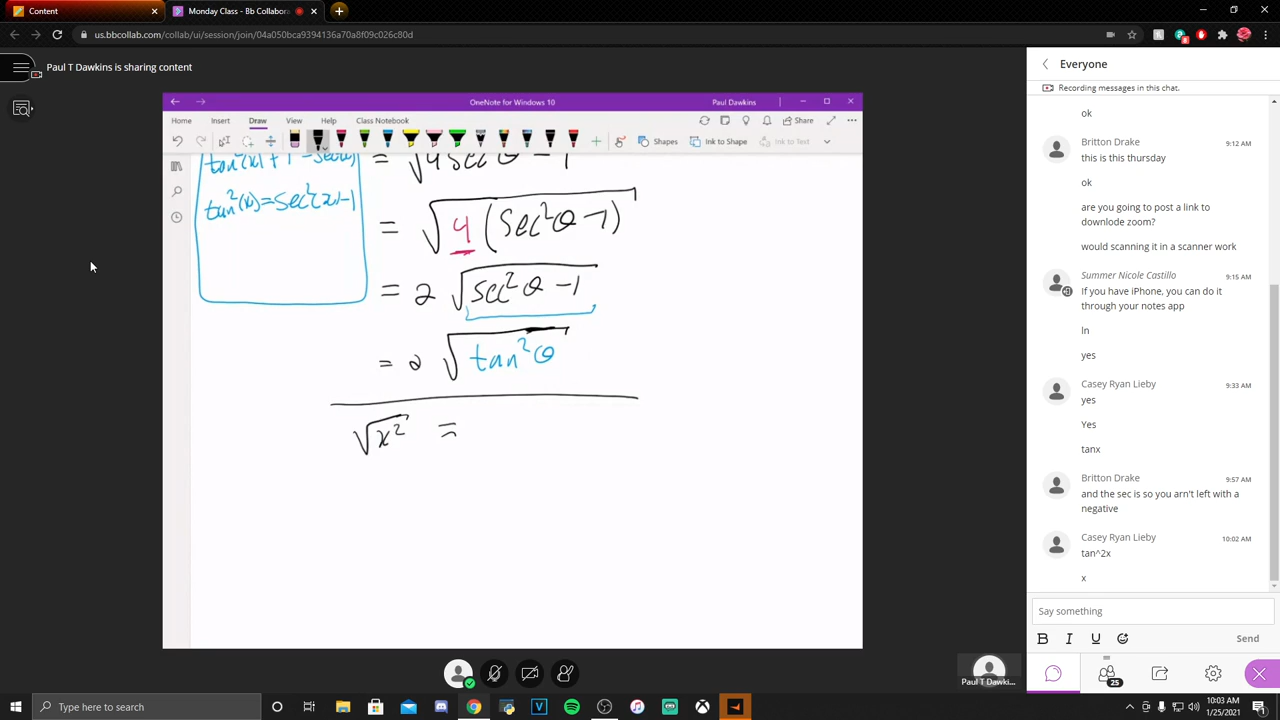 Content
Monday Class - Bb Collabora
us.bbcollab.com/collab/ui/session/join/04a050bca9394136a70a8f09c026c80d
Paul T Dawkins is sharing content
OneNote for Windows 10
Paul Dawkins
Home Insert Draw View Help Class Notebook
Share
Shapes Ink to Shape Ink to Text
= √4sec²θ - 1
tan²(x) = sec²(x) - 1
= √4(sec²θ - 1)
= 2 √sec²θ - 1
= 2 √tan²θ
√x² =
Everyone
Recording messages in this chat.
ok
Britton Drake 9:12 AM
this is this thursday
ok
are you going to post a link to
downlode zoom?
would scanning it in a scanner work
Summer Nicole Castillo 9:15 AM
If you have iPhone, you can do it
through your notes app
ln
yes
Casey Ryan Lieby 9:33 AM
yes
Yes
tanx
Britton Drake 9:57 AM
and the sec is so you arn't left with a
negative
Casey Ryan Lieby 10:02 AM
tan^2x
x
Say something
B I U
Send
25
Paul T Dawki...
Type here to search
10:03 AM
1/25/2021